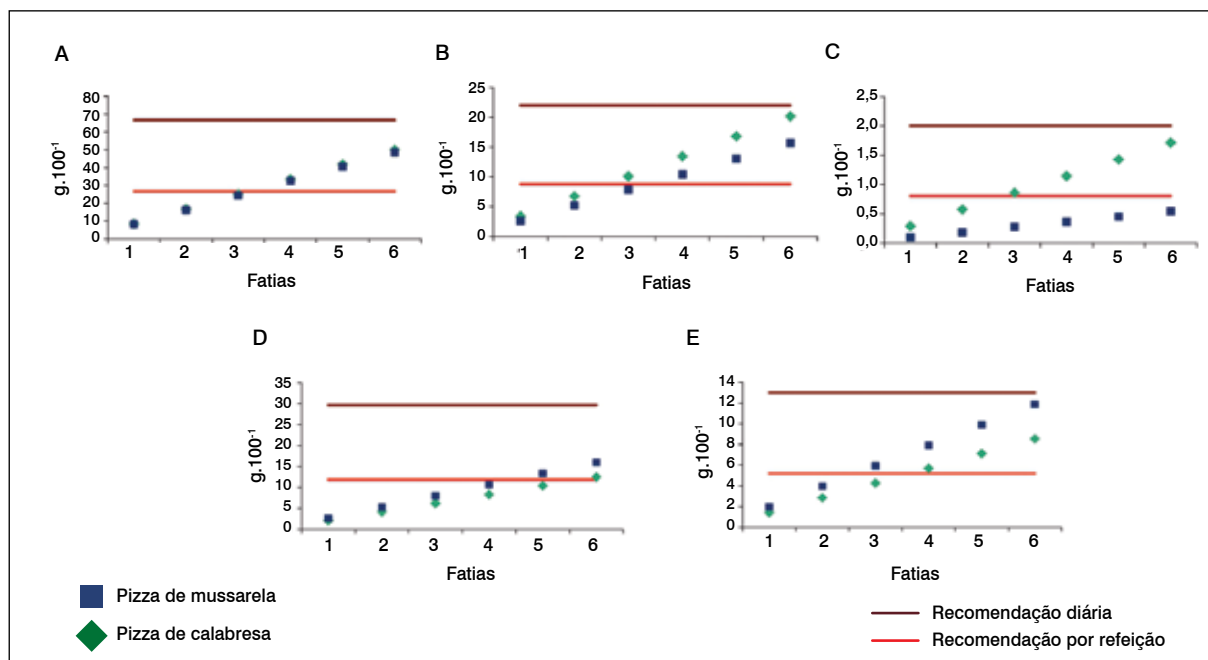 A
80
70
60
50
40
30
20
10
0
g.100⁻¹
1 2 3 4 5 6
Fatias
B
25
20
15
10
5
0
g.100⁻¹
1 2 3 4 5 6
Fatias
C
2,5
2,0
1,5
1,0
0,5
0,0
g.100⁻¹
1 2 3 4 5 6
Fatias
D
35
30
25
20
15
10
5
0
g.100⁻¹
1 2 3 4 5 6
Fatias
E
14
12
10
8
6
4
2
0
g.100⁻¹
1 2 3 4 5 6
Fatias
Pizza de mussarela
Pizza de calabresa
Recomendação diária
Recomendação por refeição